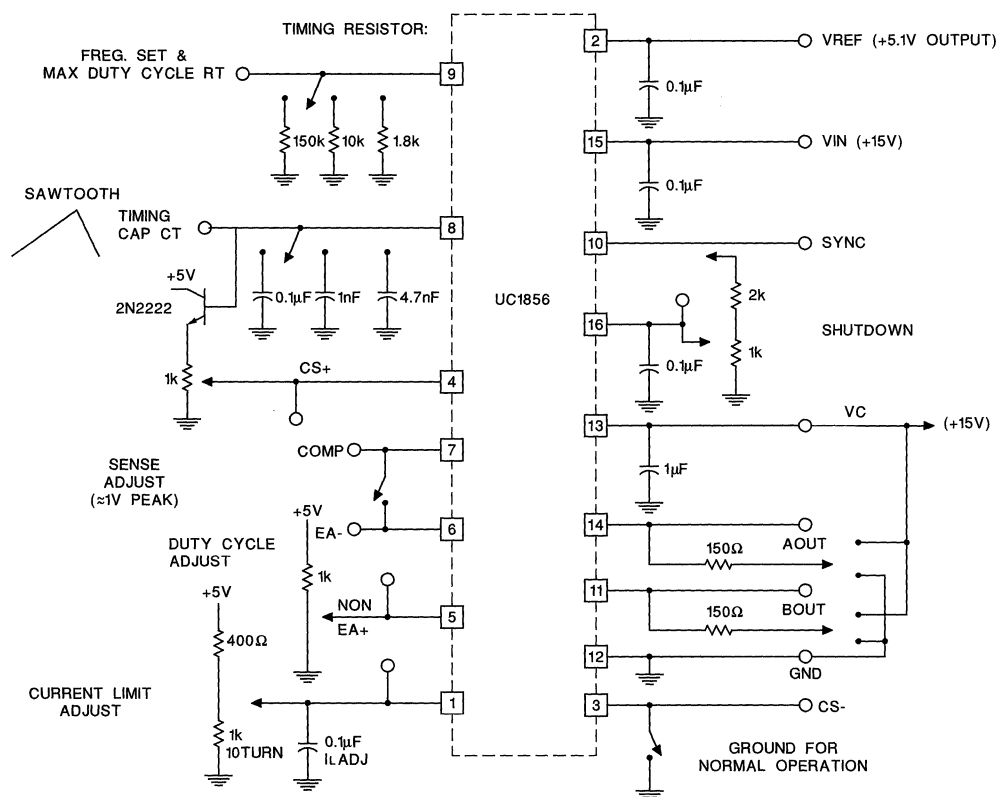 TIMING RESISTOR:
FREG. SET &
MAX DUTY CYCLE RT
9
150k
10k
1.8k
SAWTOOTH
TIMING
CAP CT
8
+5V
2N2222
0.1µF
1nF
4.7nF
1k
CS+
4
COMP
7
SENSE
ADJUST
(≈1V PEAK)
+5V
EA-
6
DUTY CYCLE
ADJUST
1k
+5V
NON
EA+
5
400Ω
CURRENT LIMIT
ADJUST
1
1k
10TURN
0.1µF
ILADJ
UC1856
2
VREF (+5.1V OUTPUT)
0.1µF
15
VIN (+15V)
0.1µF
10
SYNC
2k
16
SHUTDOWN
0.1µF
1k
13
VC
(+15V)
1µF
14
AOUT
150Ω
11
BOUT
150Ω
12
GND
3
CS-
GROUND FOR
NORMAL OPERATION